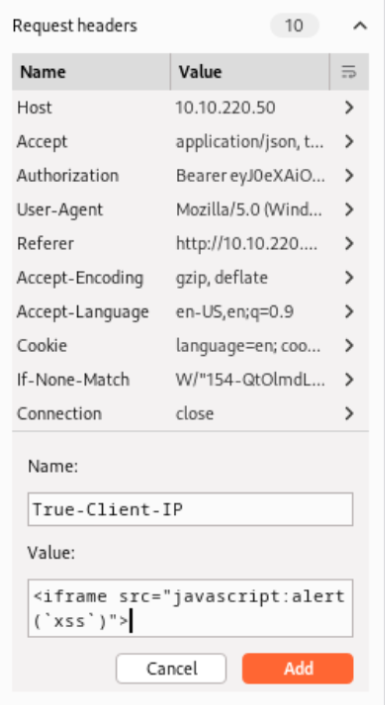 Request headers 10
Name Value
Host 10.10.220.50
Accept application/json, t...
Authorization Bearer eyJ0eXAiO...
User-Agent Mozilla/5.0 (Wind...
Referer http://10.10.220....
Accept-Encoding gzip, deflate
Accept-Language en-US,en;q=0.9
Cookie language=en; coo...
If-None-Match W/"154-QtOlmdL...
Connection close
Name:
True-Client-IP
Value:
<iframe src="javascript:alert
(`xss`)">
Cancel Add